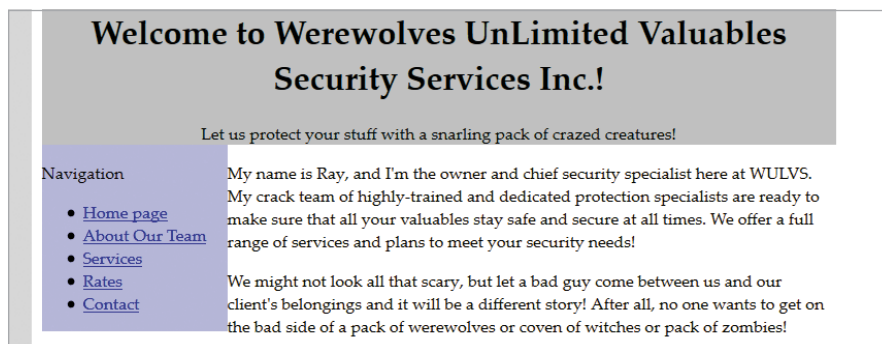 Welcome to Werewolves UnLimited Valuables
Security Services Inc.!
Let us protect your stuff with a snarling pack of crazed creatures!
Navigation
Home page
About Our Team
Services
Rates
Contact
My name is Ray, and I'm the owner and chief security specialist here at WULVS.
My crack team of highly-trained and dedicated protection specialists are ready to
make sure that all your valuables stay safe and secure at all times. We offer a full
range of services and plans to meet your security needs!
We might not look all that scary, but let a bad guy come between us and our
client's belongings and it will be a different story! After all, no one wants to get on
the bad side of a pack of werewolves or coven of witches or pack of zombies!